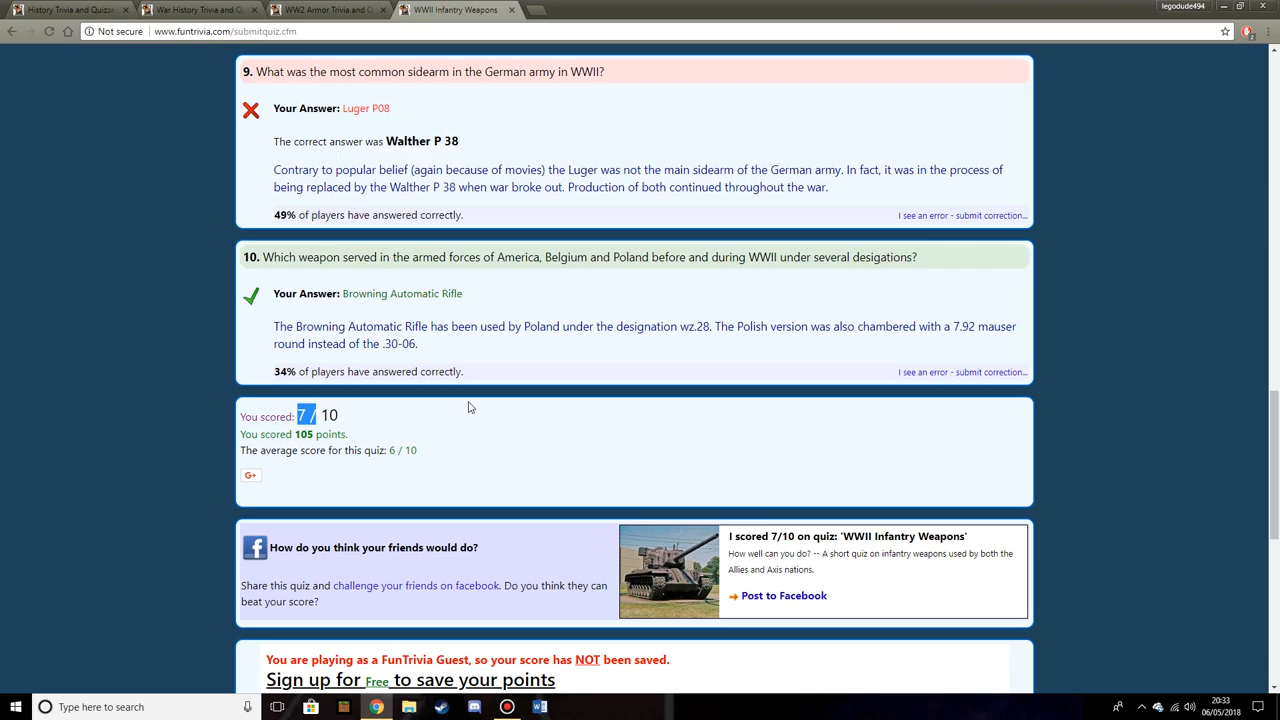 History Trivia and Quizze
War History Trivia and Q
WW2 Armor Trivia and C
WWII Infantry Weapons
legodude494
Not secure
www.funtrivia.com/submitquiz.cfm
9. What was the most common sidearm in the German army in WWII?
Your Answer: Luger P08
The correct answer was Walther P 38
Contrary to popular belief (again because of movies) the Luger was not the main sidearm of the German army. In fact, it was in the process of
being replaced by the Walther P 38 when war broke out. Production of both continued throughout the war.
49% of players have answered correctly.
I see an error - submit correction...
10. Which weapon served in the armed forces of America, Belgium and Poland before and during WWII under several desigations?
Your Answer: Browning Automatic Rifle
The Browning Automatic Rifle has been used by Poland under the designation wz.28. The Polish version was also chambered with a 7.92 mauser
round instead of the .30-06.
34% of players have answered correctly.
I see an error - submit correction...
You scored: 7 / 10
You scored 105 points.
The average score for this quiz: 6 / 10
G+
How do you think your friends would do?
Share this quiz and challenge your friends on facebook. Do you think they can
beat your score?
I scored 7/10 on quiz: 'WWII Infantry Weapons'
How well can you do? -- A short quiz on infantry weapons used by both the
Allies and Axis nations.
Post to Facebook
You are playing as a FunTrivia Guest, so your score has NOT been saved.
Sign up for Free to save your points
Type here to search
20:33
06/05/2018